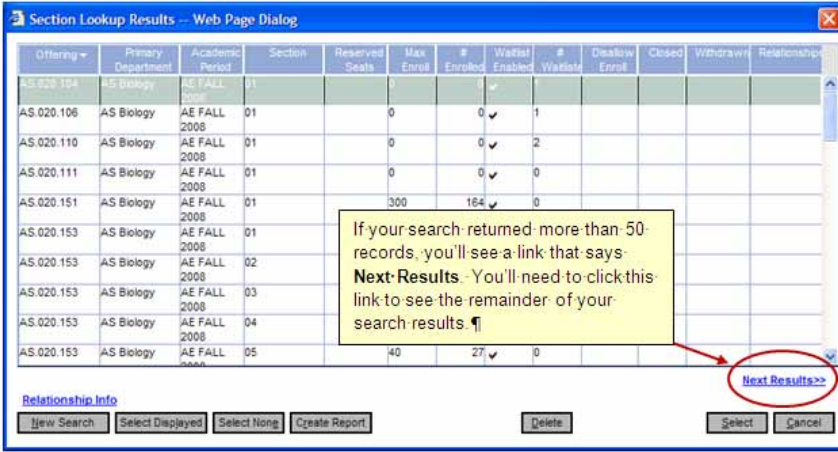 Section Lookup Results -- Web Page Dialog
Offering Primary Department Academic Period Section Reserved Seats Max Enroll # Enrolled Waitlist Enabled # Waitliste Disallow Enroll Closed Withdrawn Relationships
AS Biology AE FALL 2008 01 0 0 ✔ 1
AS.020.106 AS Biology AE FALL 2008 01 0 0 ✔ 1
AS.020.110 AS Biology AE FALL 2008 01 0 0 ✔ 2
AS.020.111 AS Biology AE FALL 2008 01 0 0 ✔ 0
AS.020.151 AS Biology AE FALL 2008 01 300 164 ✔ 0
AS.020.153 AS Biology AE FALL 2008 01
AS.020.153 AS Biology AE FALL 2008 02
AS.020.153 AS Biology AE FALL 2008 03
AS.020.153 AS Biology AE FALL 2008 04
AS.020.153 AS Biology AE FALL 05 40 27 ✔ 0
If·your·search·returned·more·than·50·
records,·you'll·see·a·link·that·says·
Next·Results.·You'll·need·to·click·this·
link·to·see·the·remainder·of·your·
search·results.¶
Next Results>>
Relationship Info
New Search Select Displayed Select None Create Report Delete Select Cancel